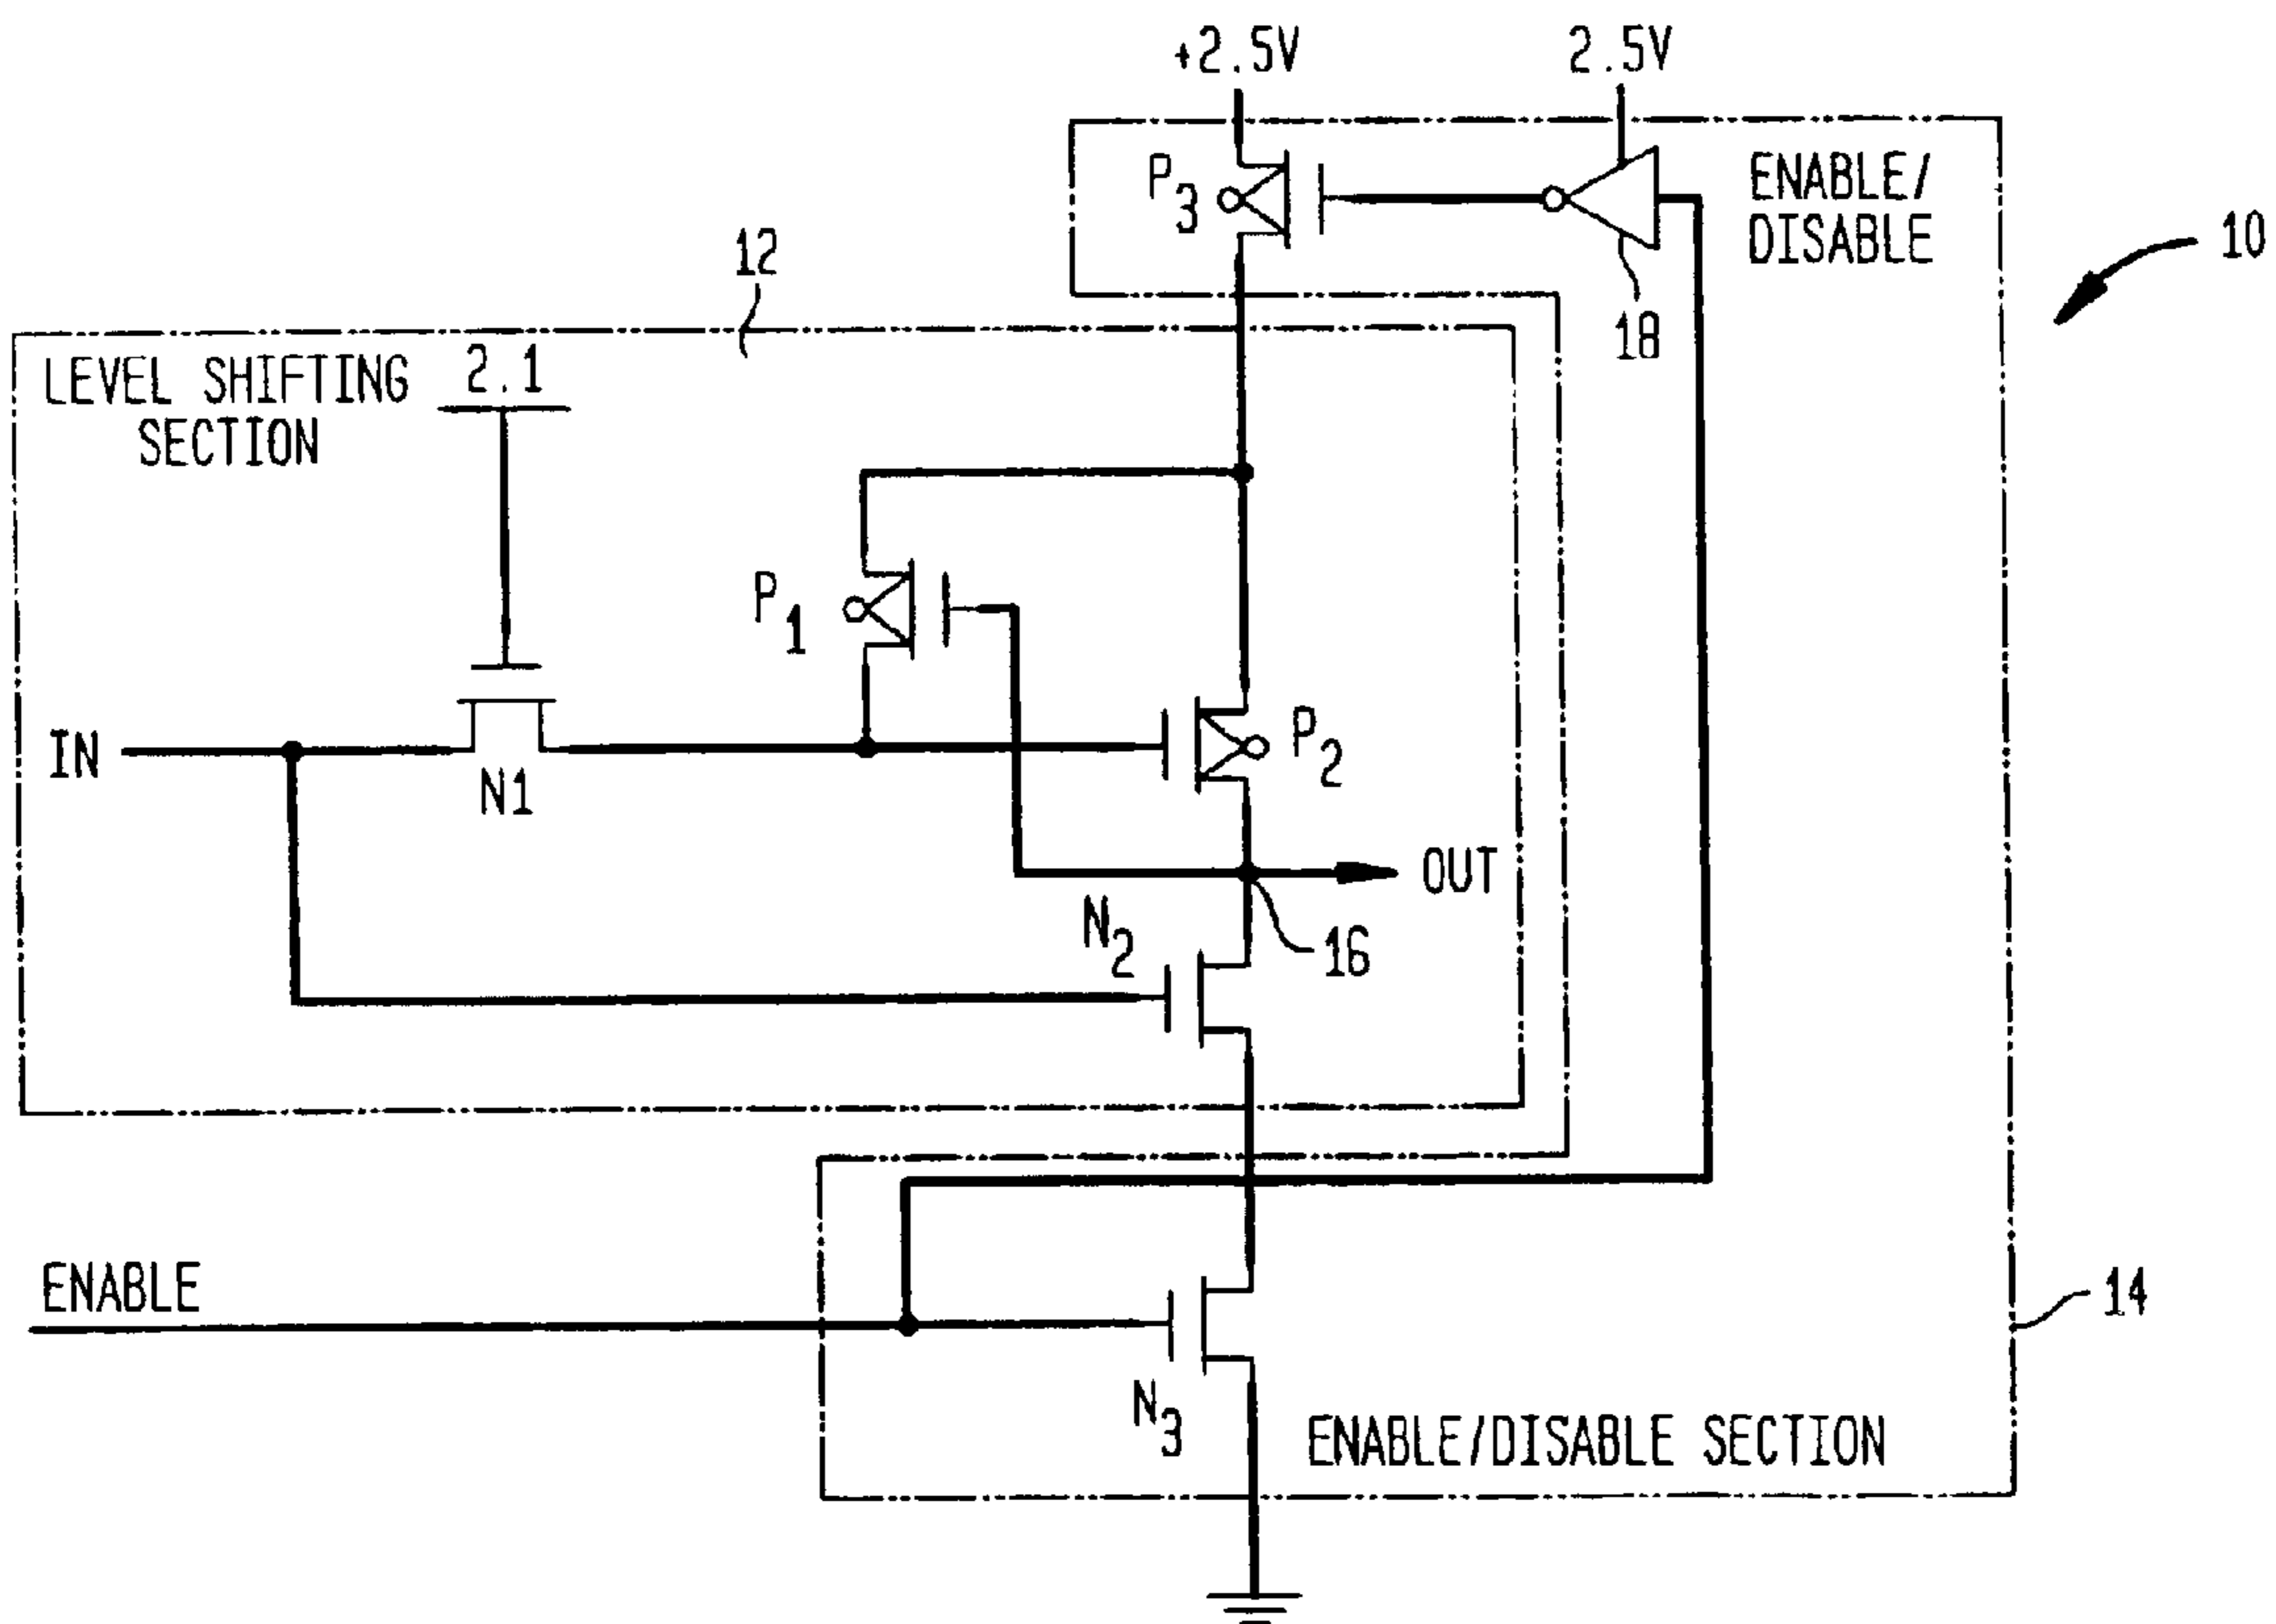 +2.5V
2.5V
P3
ENABLE/
DISABLE
10
12
18
LEVEL SHIFTING
SECTION
2.1
P1
P2
IN
N1
OUT
N2
16
ENABLE
14
N3
ENABLE/DISABLE SECTION